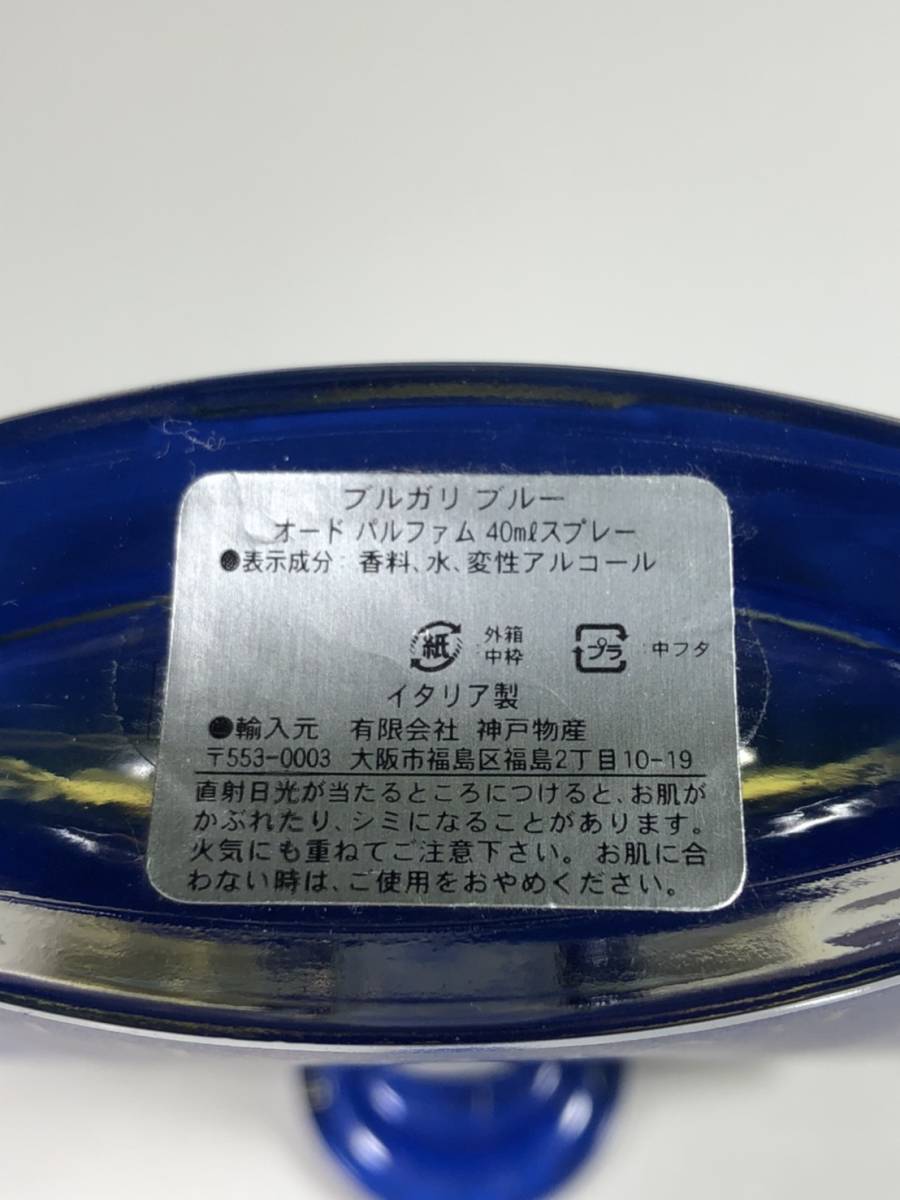 ブルガリ ブルー
オード パルファム 40mlスプレー
●表示成分：香料、水、変性アルコール
紙 外箱 プラ 中フタ
中枠
イタリア製
●輸入元 有限会社 神戸物産
〒553-0003 大阪市福島区福島2丁目10-19
直射日光が当たるところにつけると、お肌が
かぶれたり、シミになることがあります。
火気にも重ねてご注意下さい。お肌に合
わない時は、ご使用をおやめください。